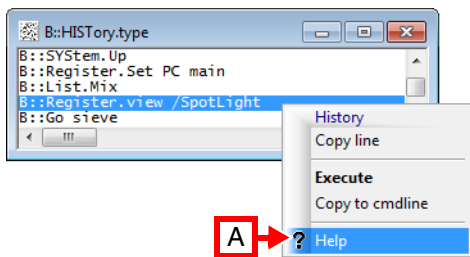 B::HISTory.type
B::SYStem.Up
B::Register.Set PC main
B::List.Mix
B::Register.view /SpotLight
B::Go sieve
History
Copy line
Execute
Copy to cmdline
A
? Help